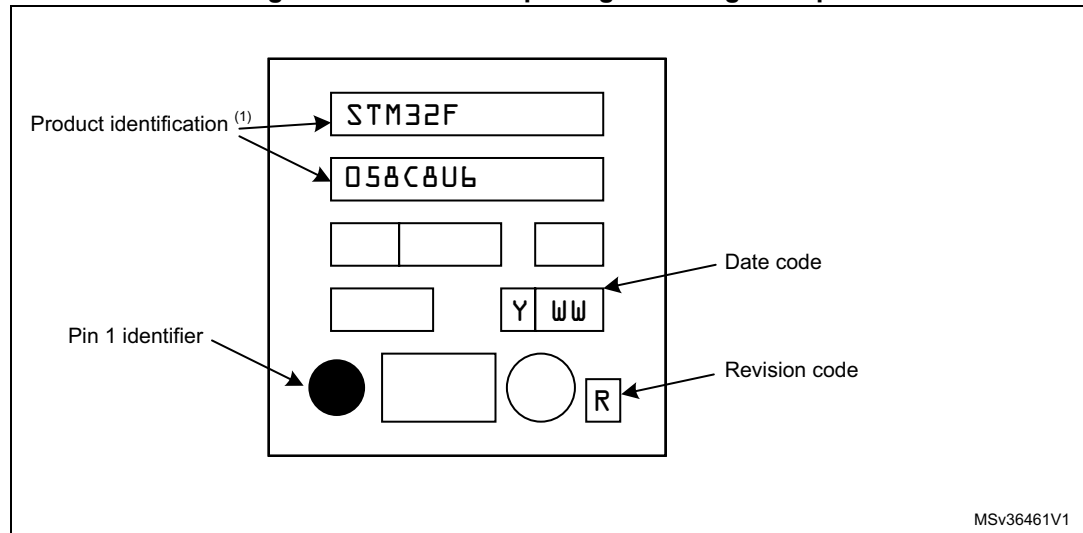 STM32F
Product identification (1)
058C8U6
Date code
Y WW
Pin 1 identifier
Revision code
R
MSv36461V1